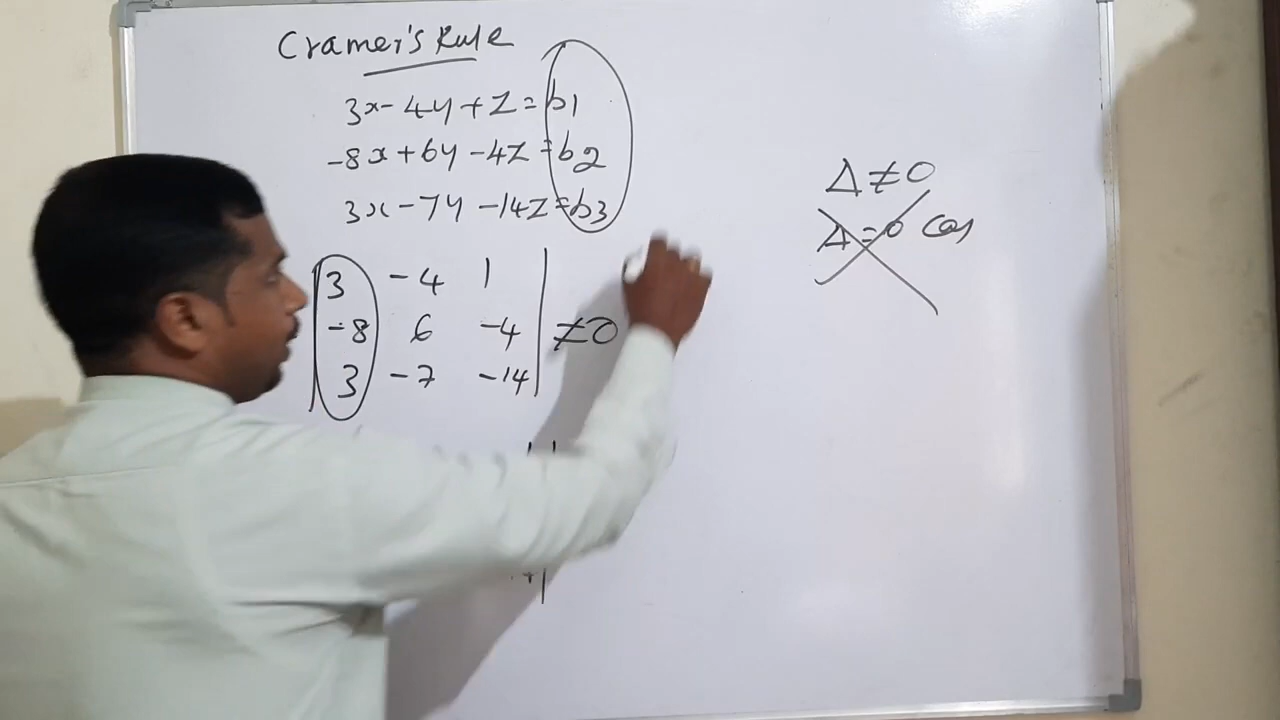 Cramer's Rule
3x - 4y + z = b1
-8x + 6y - 4z = b2
3x - 7y - 14z = b3
Δ ≠ 0
Δ = 0
3 -4 1
-8 6 -4 ≠ 0
3 -7 -14